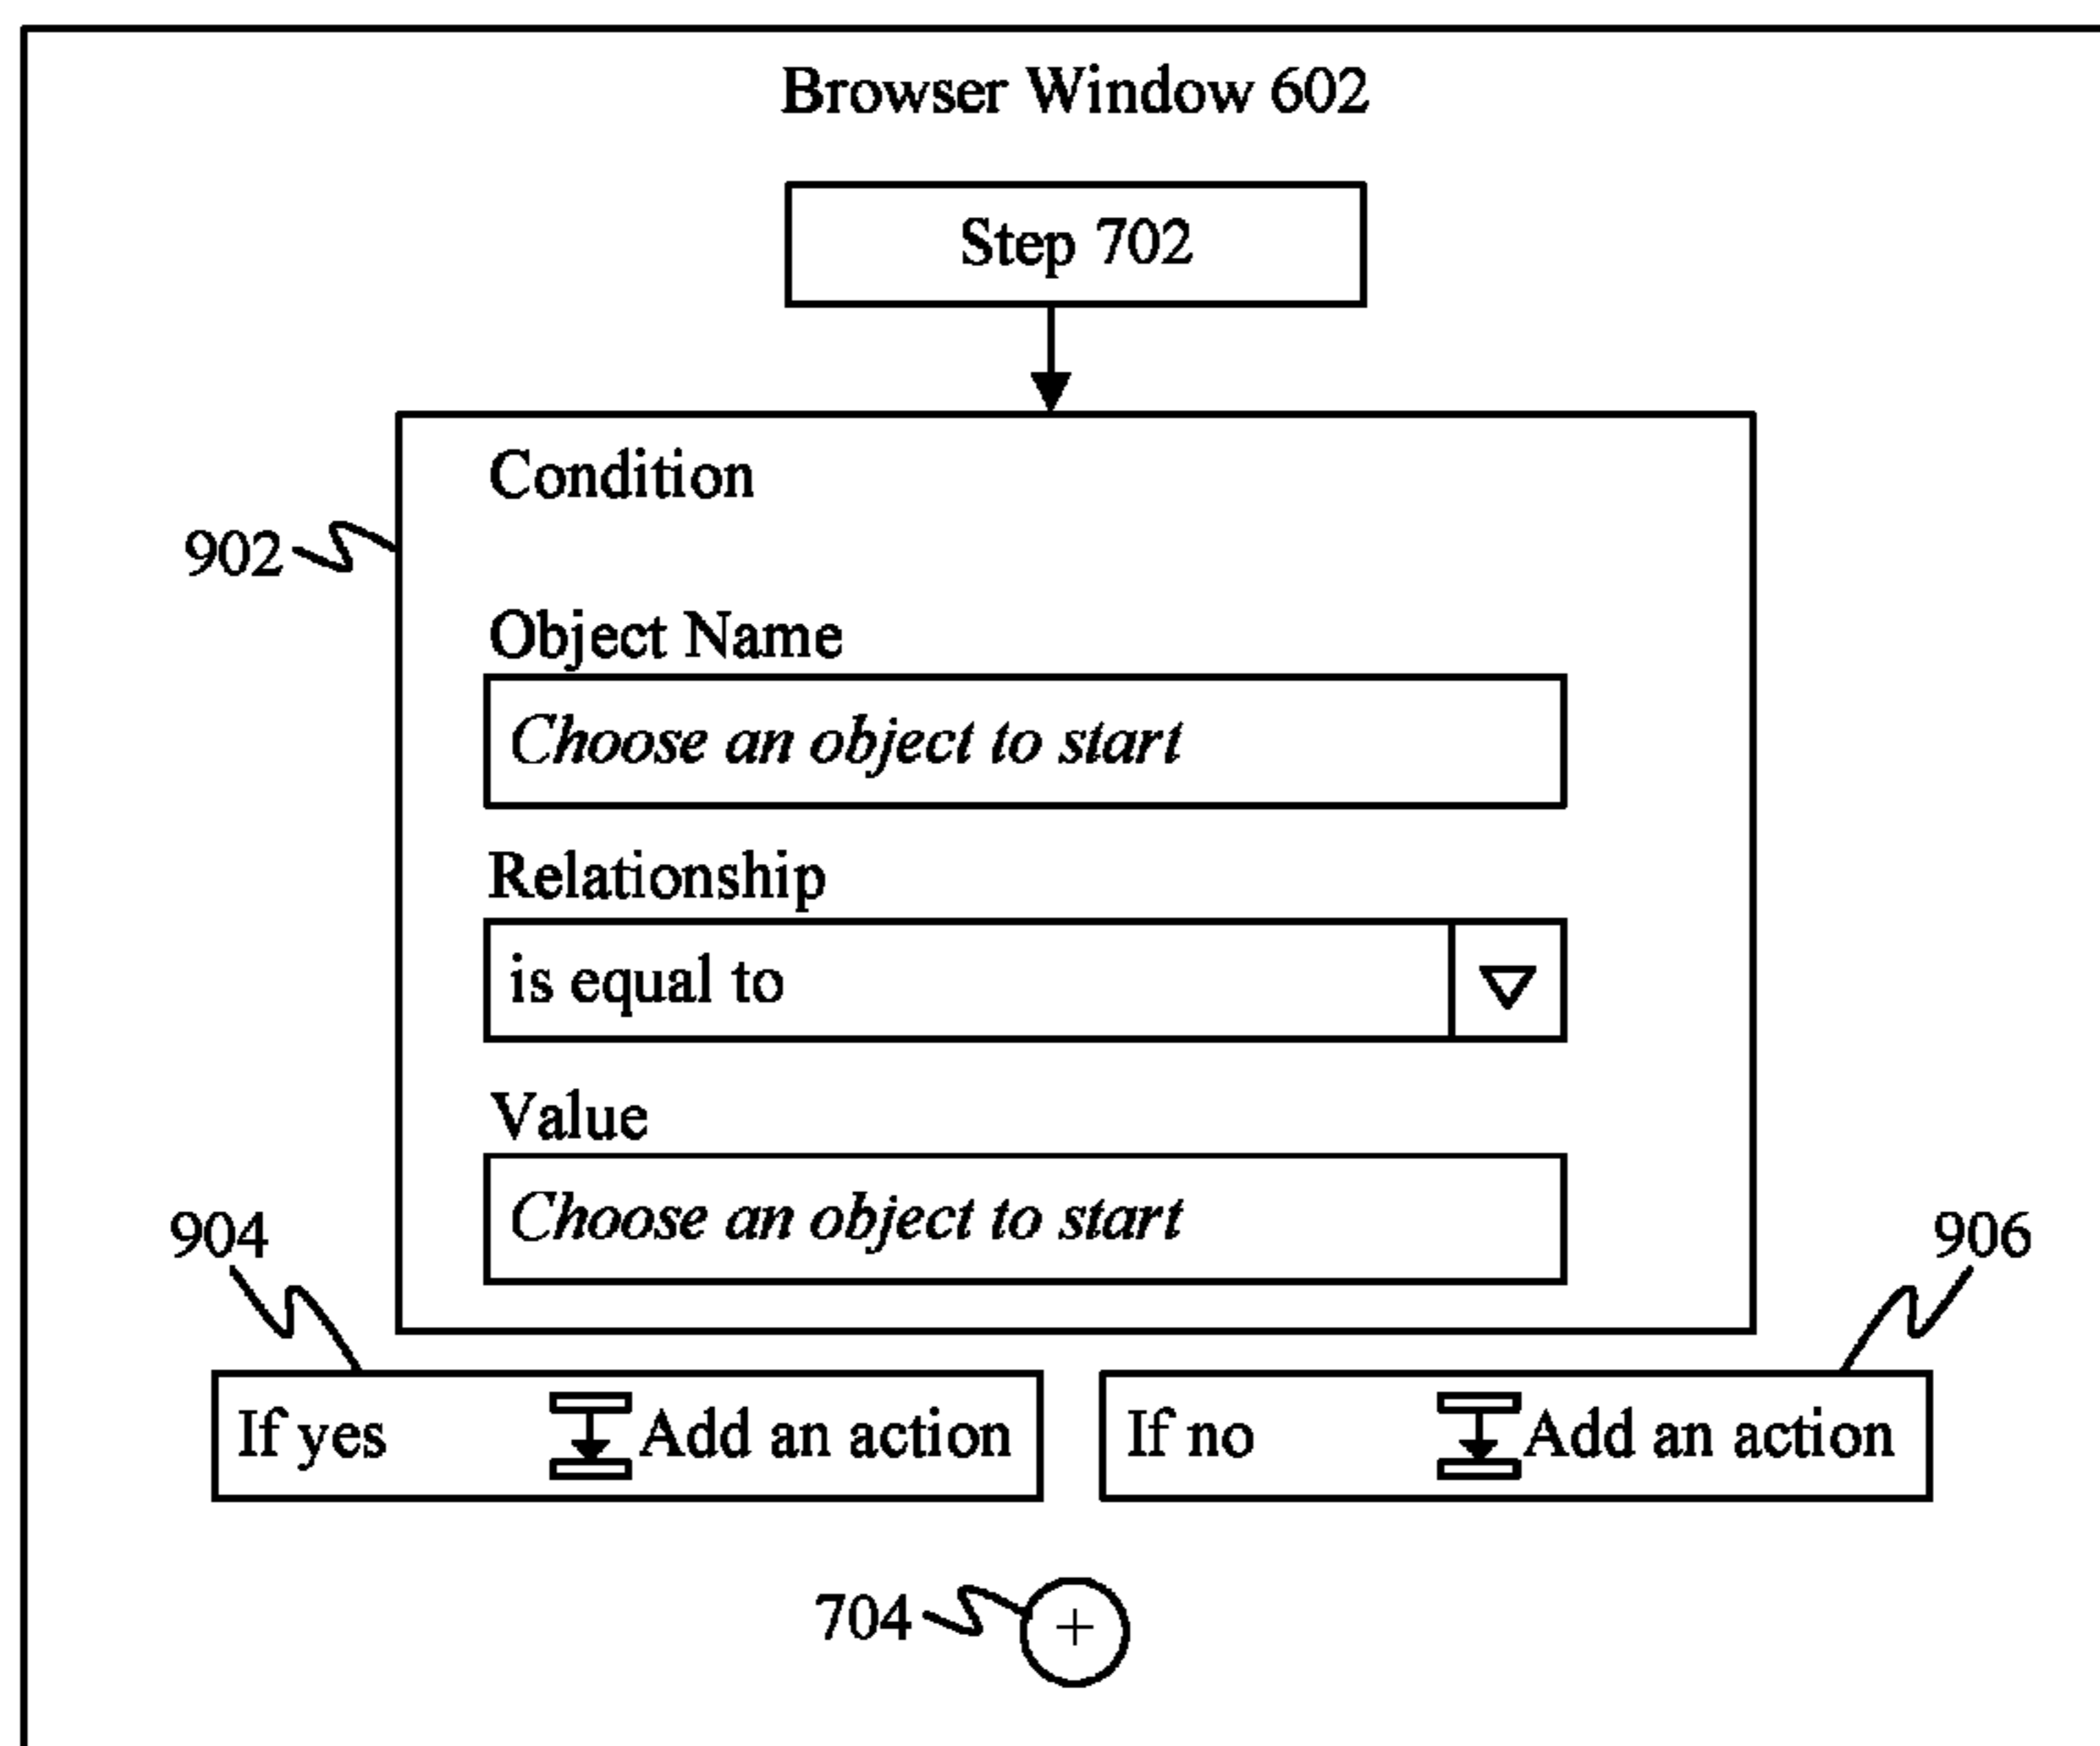 Browser Window 602
Step 702
Condition
902
Object Name
Choose an object to start
Relationship
is equal to
Value
Choose an object to start
904
906
If yes Add an action
If no Add an action
704
+